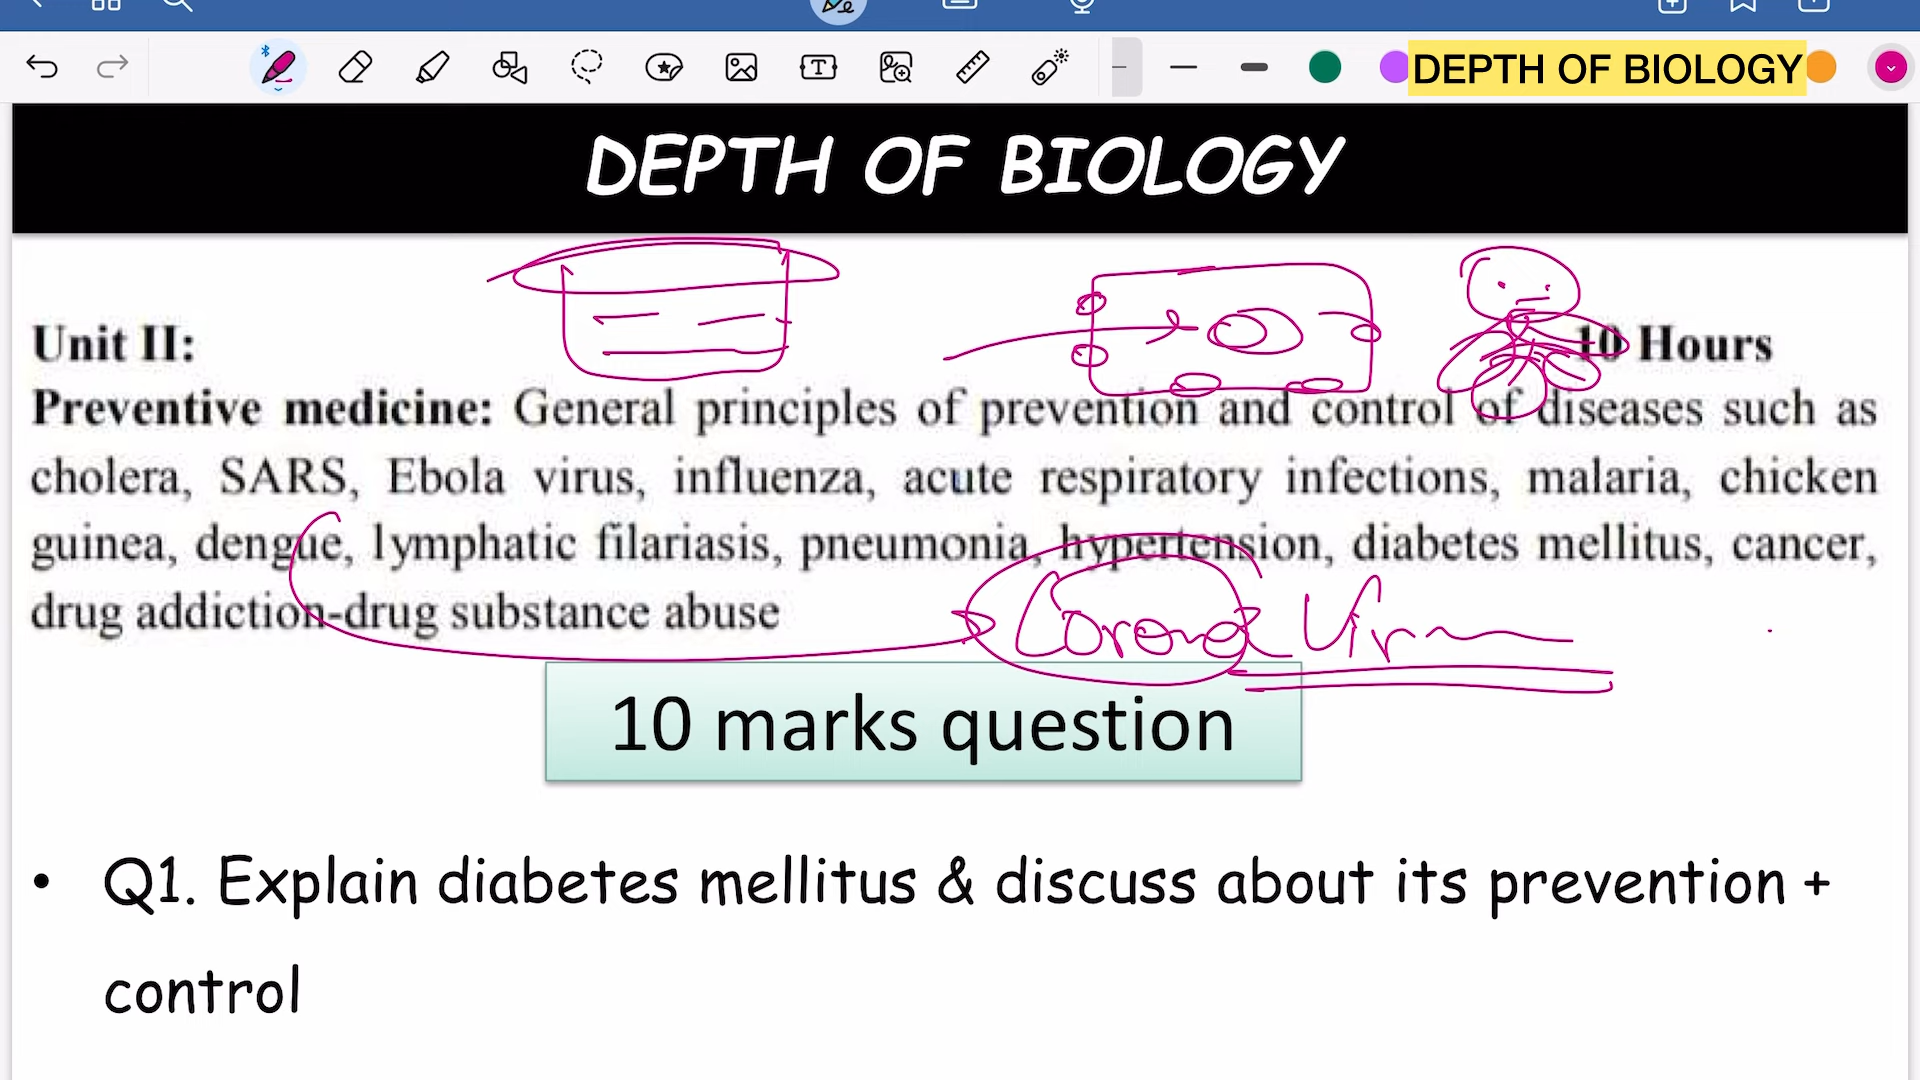 DEPTH OF BIOLOGY
DEPTH OF BIOLOGY
Unit II: 10 Hours
Preventive medicine: General principles of prevention and control of diseases such as
cholera, SARS, Ebola virus, influenza, acute respiratory infections, malaria, chicken
guinea, dengue, lymphatic filariasis, pneumonia, hypertension, diabetes mellitus, cancer,
drug addiction-drug substance abuse
Corona
10 marks question
• Q1. Explain diabetes mellitus & discuss about its prevention +
control